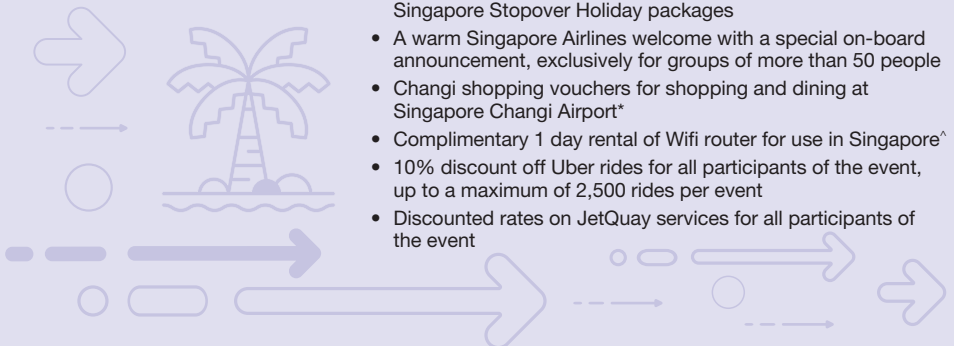 Singapore Stopover Holiday packages
• A warm Singapore Airlines welcome with a special on-board
announcement, exclusively for groups of more than 50 people
• Changi shopping vouchers for shopping and dining at
Singapore Changi Airport*
• Complimentary 1 day rental of Wifi router for use in Singapore^
• 10% discount off Uber rides for all participants of the event,
up to a maximum of 2,500 rides per event
• Discounted rates on JetQuay services for all participants of
the event